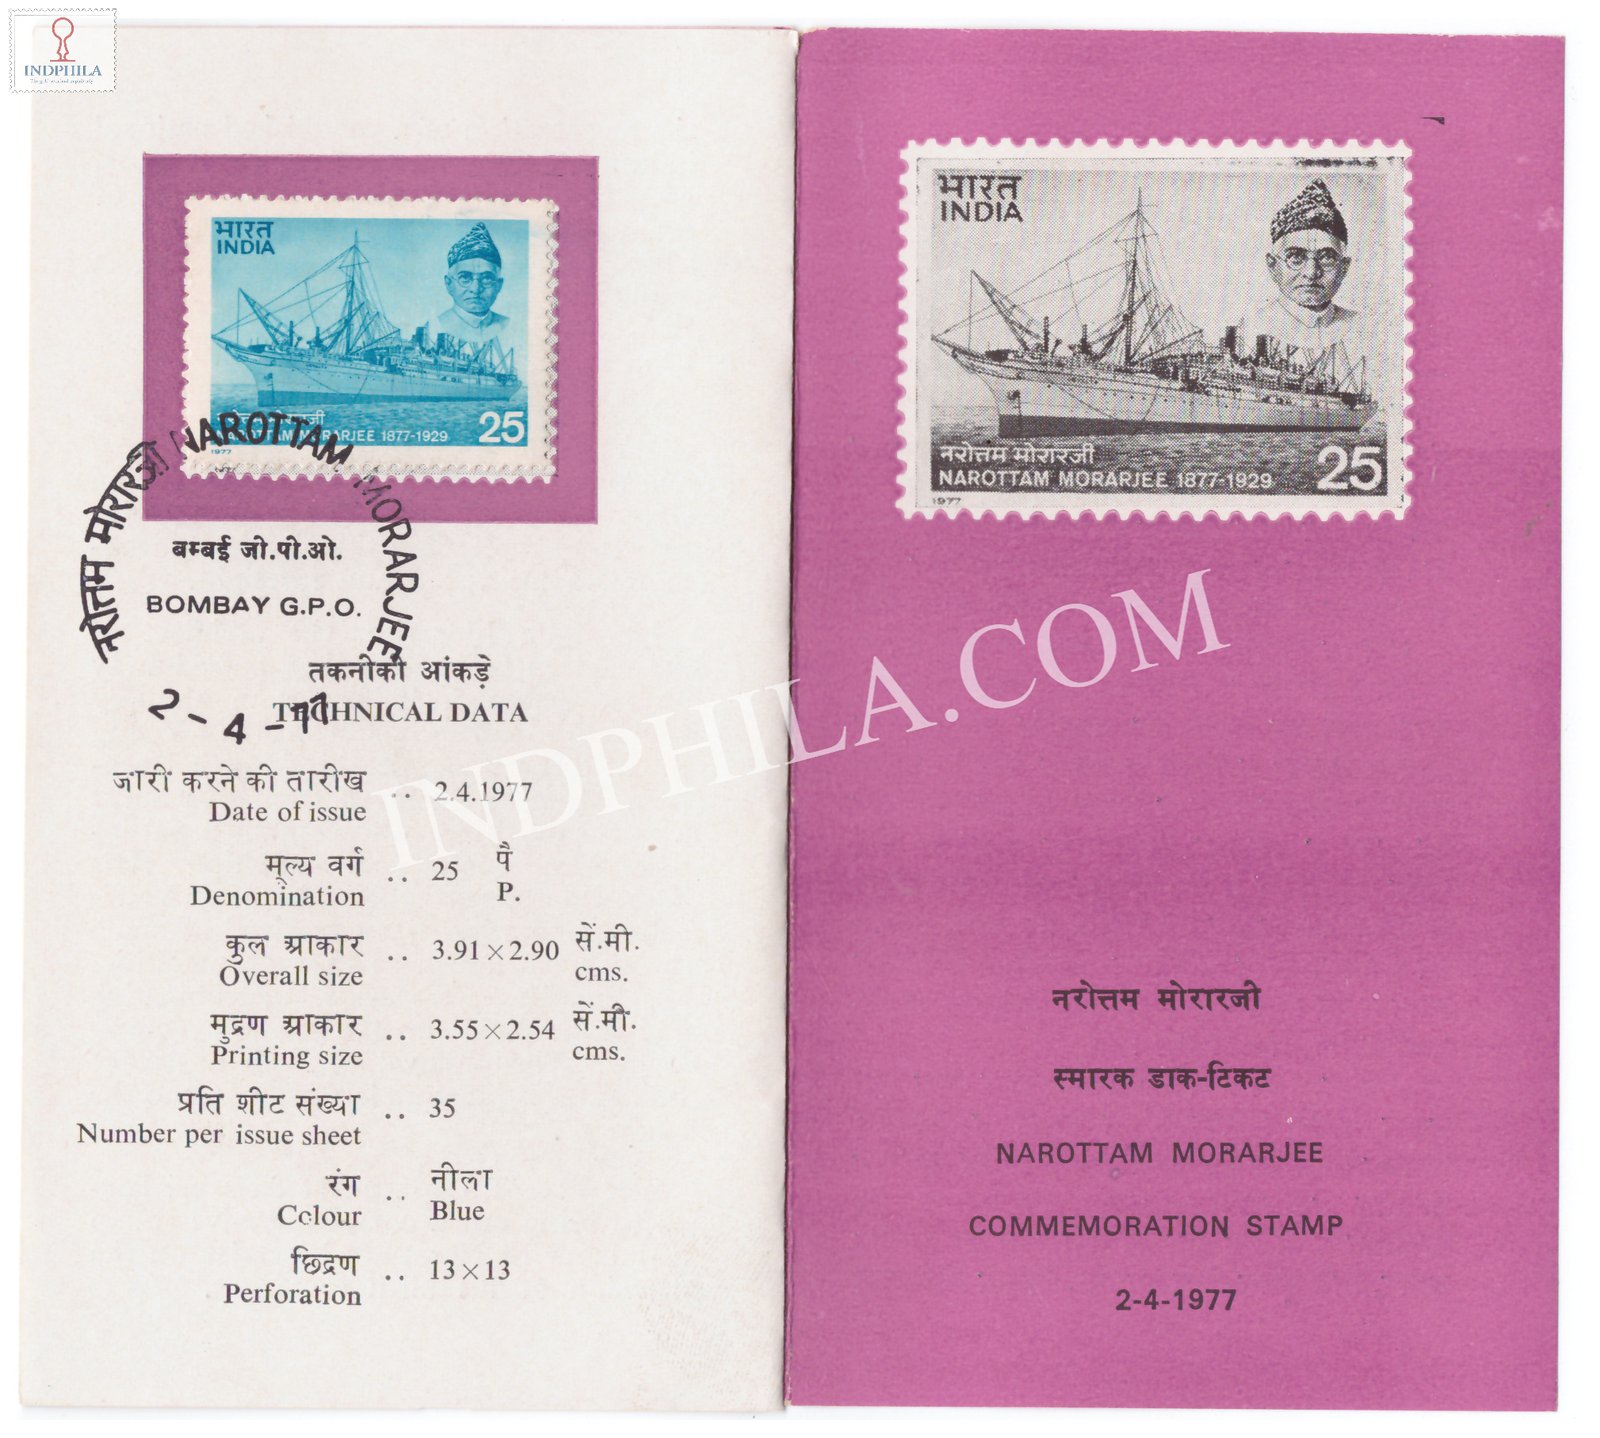 INDPHILA
भारत
INDIA
NAROTTAM MORARJEE 1877-1929
25
1977
नरोत्तम मोरारजी NAROTTAM MORARJEE
बम्बई जी.पी.ओ.
BOMBAY G.P.O.
2-4-77
तकनीकी आंकड़े
TECHNICAL DATA
जारी करने की तारीख .. 2.4.1977
Date of issue
मूल्य वर्ग .. 25 पै
Denomination P.
कुल आकार .. 3.91×2.90 सें.मी.
Overall size cms.
मुद्रण आकार .. 3.55×2.54 सें.मी.
Printing size cms.
प्रति शीट संख्या .. 35
Number per issue sheet
रंग .. नीला
Colour Blue
छिद्रण .. 13×13
Perforation
भारत
INDIA
नरोत्तम मोरारजी
NAROTTAM MORARJEE 1877-1929
25
1977
INDPHILA.COM
नरोत्तम मोरारजी
स्मारक डाक-टिकट
NAROTTAM MORARJEE
COMMEMORATION STAMP
2-4-1977